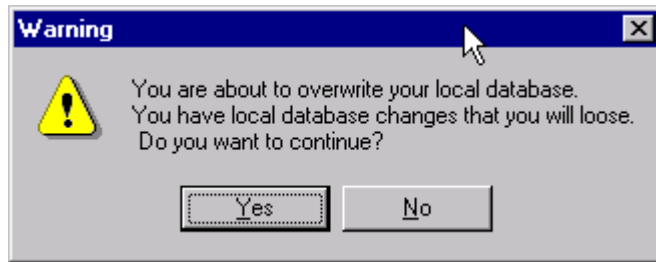 Warning
You are about to overwrite your local database.
You have local database changes that you will loose.
Do you want to continue?
Yes No